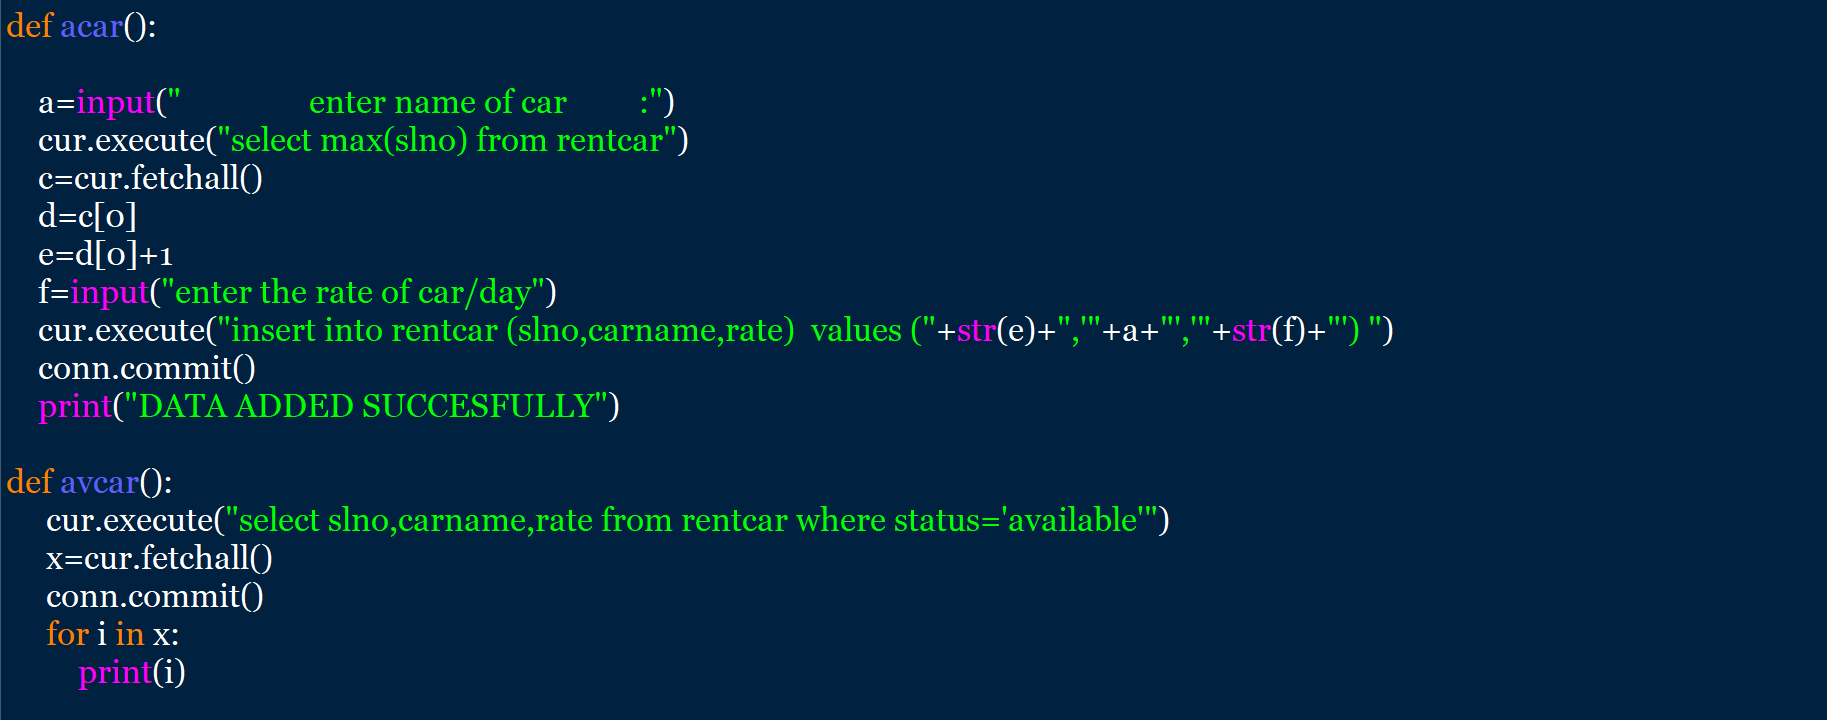 def acar():
    a=input("                enter name of car         :")
    cur.execute("select max(slno) from rentcar")
    c=cur.fetchall()
    d=c[0]
    e=d[0]+1
    f=input("enter the rate of car/day")
    cur.execute("insert into rentcar (slno,carname,rate)  values ("+str(e)+",'"+a+"','"+str(f)+"') ")
    conn.commit()
    print("DATA ADDED SUCCESFULLY")
def avcar():
     cur.execute("select slno,carname,rate from rentcar where status='available'")
     x=cur.fetchall()
     conn.commit()
     for i in x:
         print(i)